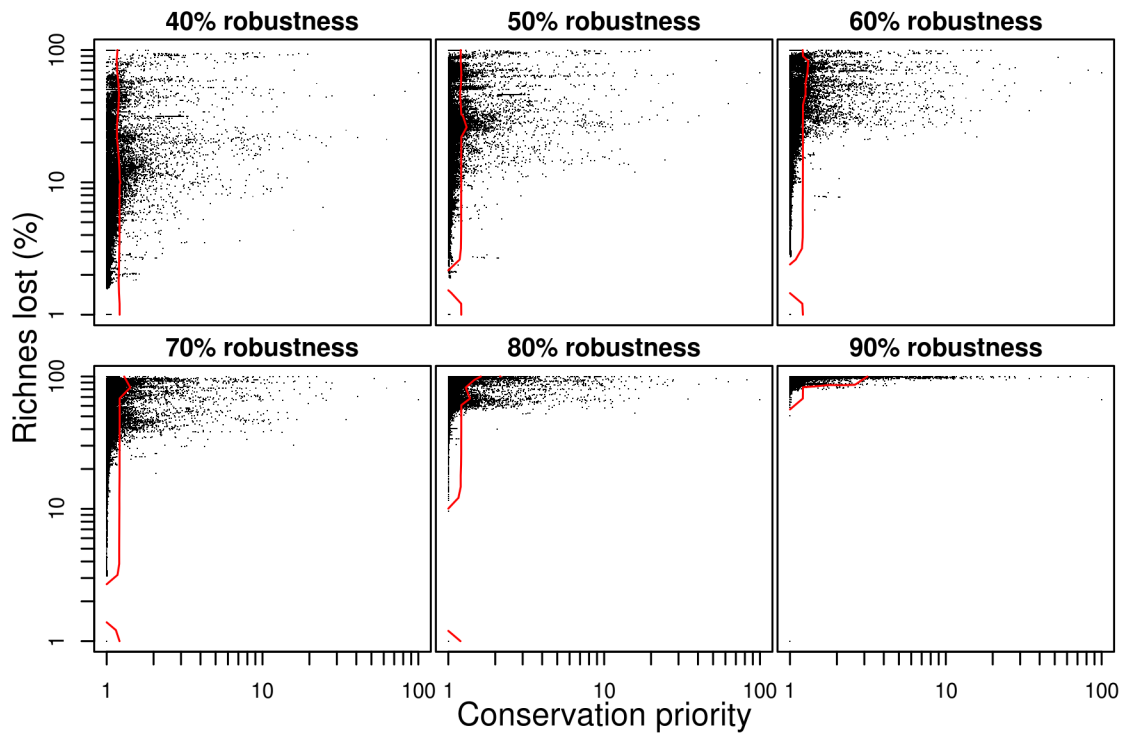 40% robustness 50% robustness 60% robustness
100
10
1
70% robustness 80% robustness 90% robustness
100
10
1
Richnes lost (%)
1 10 100 1 10 100 1 10 100
Conservation priority